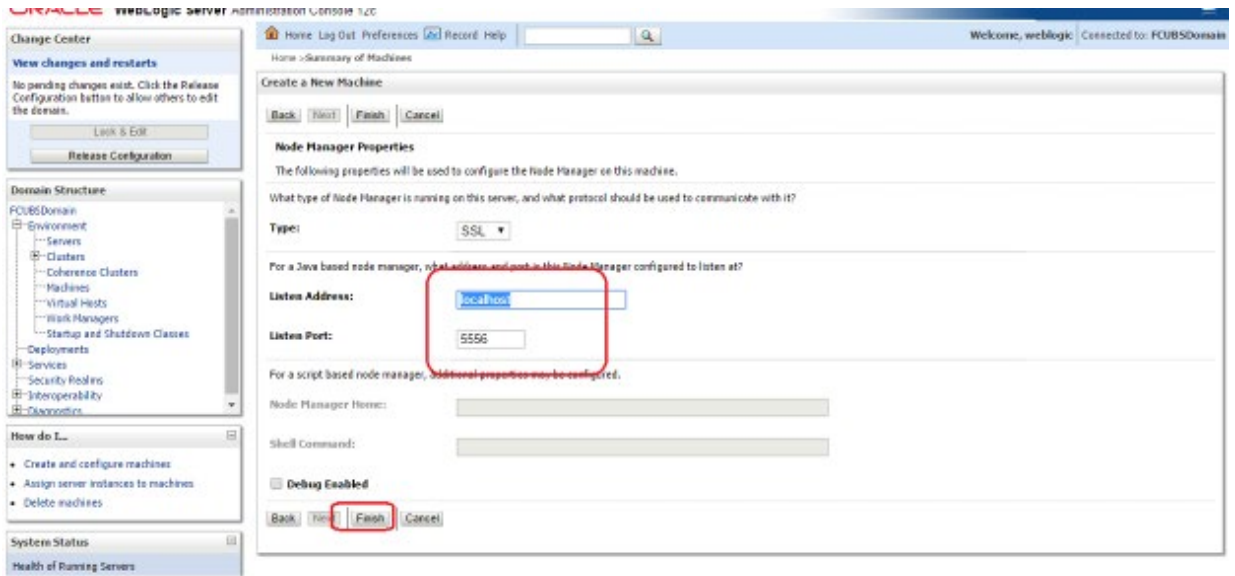 ORACLE WebLogic Server Administration Console 12c
Change Center
View changes and restarts
No pending changes exist. Click the Release
Configuration button to allow others to edit
the domain.
Lock & Edit
Release Configuration
Domain Structure
FCUBSDomain
Environment
Servers
Clusters
Coherence Clusters
Machines
Virtual Hosts
Work Managers
Startup and Shutdown Classes
Deployments
Services
Security Realms
Interoperability
Diagnostics
How do I...
Create and configure machines
Assign server instances to machines
Delete machines
System Status
Health of Running Servers
Home Log Out Preferences Record Help
Welcome, weblogic Connected to: FCUBSDomain
Home >Summary of Machines
Create a New Machine
Back Next Finish Cancel
Node Manager Properties
The following properties will be used to configure the Node Manager on this machine.
What type of Node Manager is running on this server, and what protocol should be used to communicate with it?
Type: SSL
For a Java based node manager, what address and port is this Node Manager configured to listen at?
Listen Address: localhost
Listen Port: 5556
For a script based node manager, additional properties may be configured.
Node Manager Home:
Shell Command:
Debug Enabled
Back Next Finish Cancel